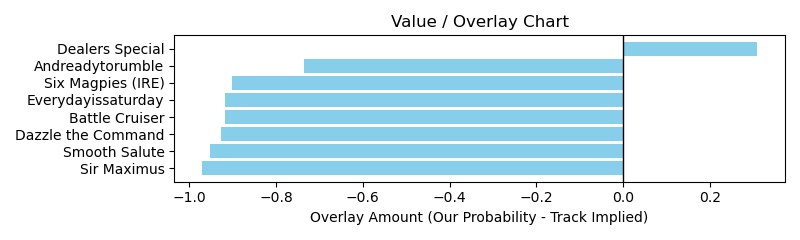 Value / Overlay Chart
Dealers Special
Andreadytorumble
Six Magpies (IRE)
Everydayissaturday
Battle Cruiser
Dazzle the Command
Smooth Salute
Sir Maximus
−1.0 −0.8 −0.6 −0.4 −0.2 0.0 0.2
Overlay Amount (Our Probability - Track Implied)